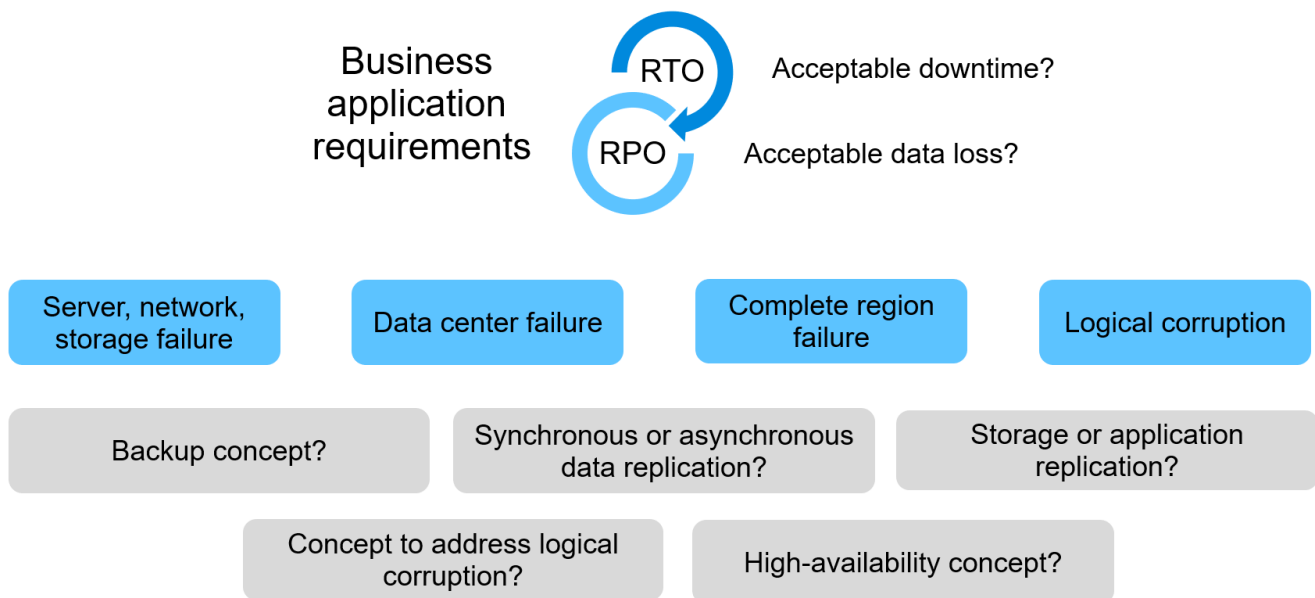 Business
application
requirements
RTO
Acceptable downtime?
RPO
Acceptable data loss?
Server, network,
storage failure
Data center failure
Complete region
failure
Logical corruption
Backup concept?
Synchronous or asynchronous
data replication?
Storage or application
replication?
Concept to address logical
corruption?
High-availability concept?